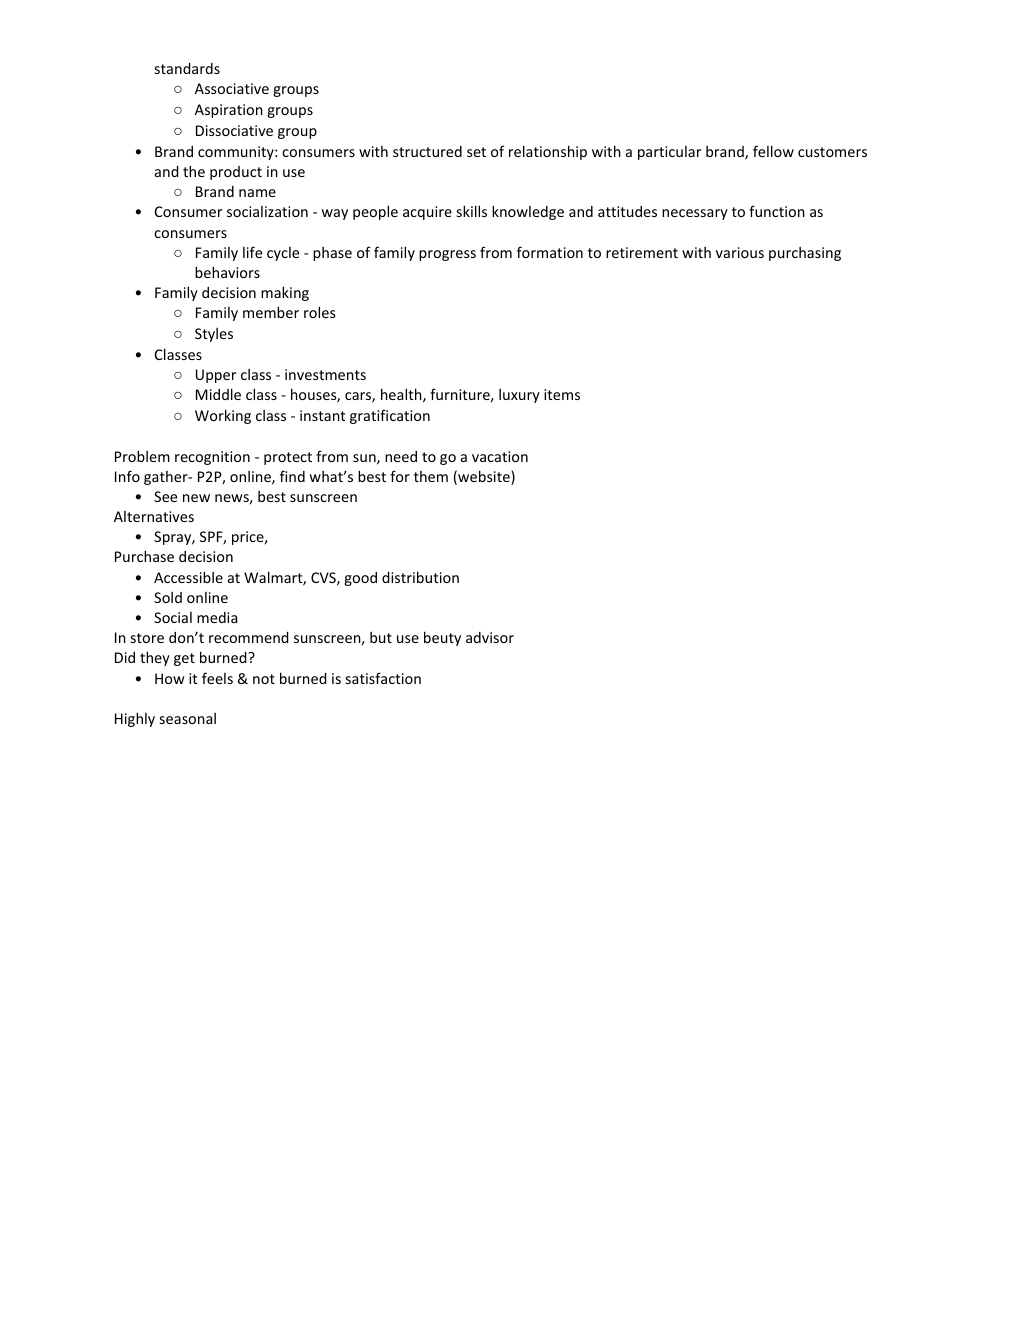 standards
○ Associative groups
○ Aspiration groups
○ Dissociative group
• Brand community: consumers with structured set of relationship with a particular brand, fellow customers
and the product in use
○ Brand name
• Consumer socialization - way people acquire skills knowledge and attitudes necessary to function as
consumers
○ Family life cycle - phase of family progress from formation to retirement with various purchasing
behaviors
• Family decision making
○ Family member roles
○ Styles
• Classes
○ Upper class - investments
○ Middle class - houses, cars, health, furniture, luxury items
○ Working class - instant gratification
Problem recognition - protect from sun, need to go a vacation
Info gather- P2P, online, find what’s best for them (website)
• See new news, best sunscreen
Alternatives
• Spray, SPF, price,
Purchase decision
• Accessible at Walmart, CVS, good distribution
• Sold online
• Social media
In store don’t recommend sunscreen, but use beuty advisor
Did they get burned?
• How it feels & not burned is satisfaction
Highly seasonal